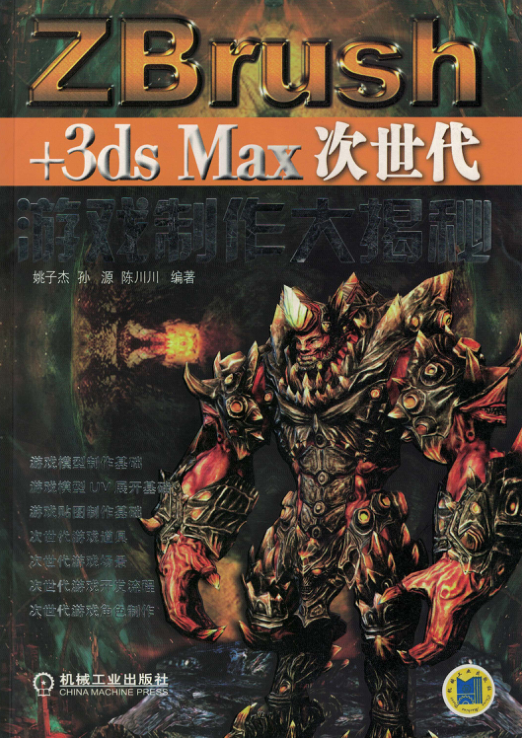 ZBrush
+3ds Max 次世代
游戏制作大揭秘
姚子杰 孙 源 陈川川 编著
游戏模型制作基础
游戏模型UV展开基础
游戏贴图制作基础
次世代游戏道具
次世代游戏场景
次世代游戏开发流程
次世代游戏角色制作
机械工业出版社
CHINA MACHINE PRESS